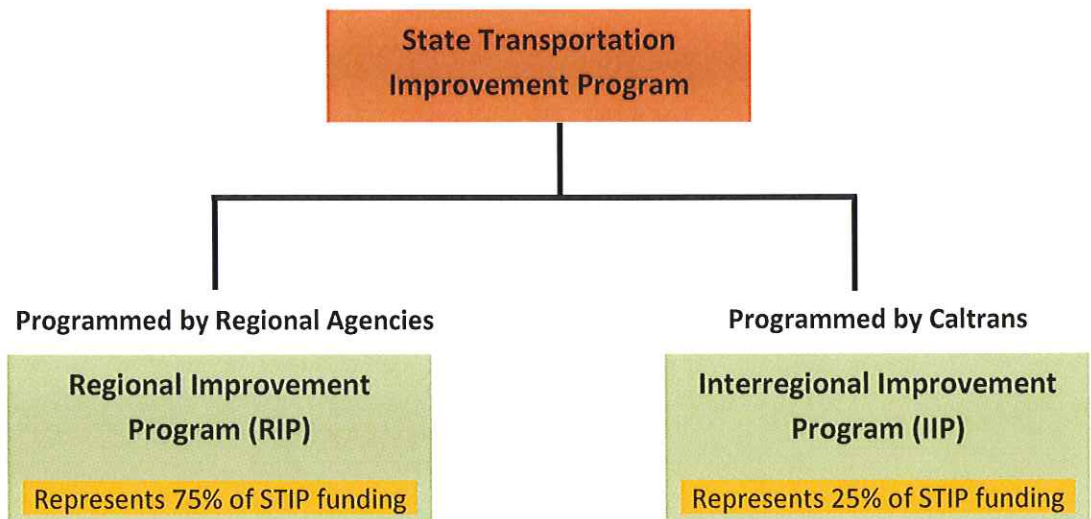 State Transportation
Improvement Program
Programmed by Regional Agencies
Regional Improvement
Program (RIP)
Represents 75% of STIP funding
Programmed by Caltrans
Interregional Improvement
Program (IIP)
Represents 25% of STIP funding